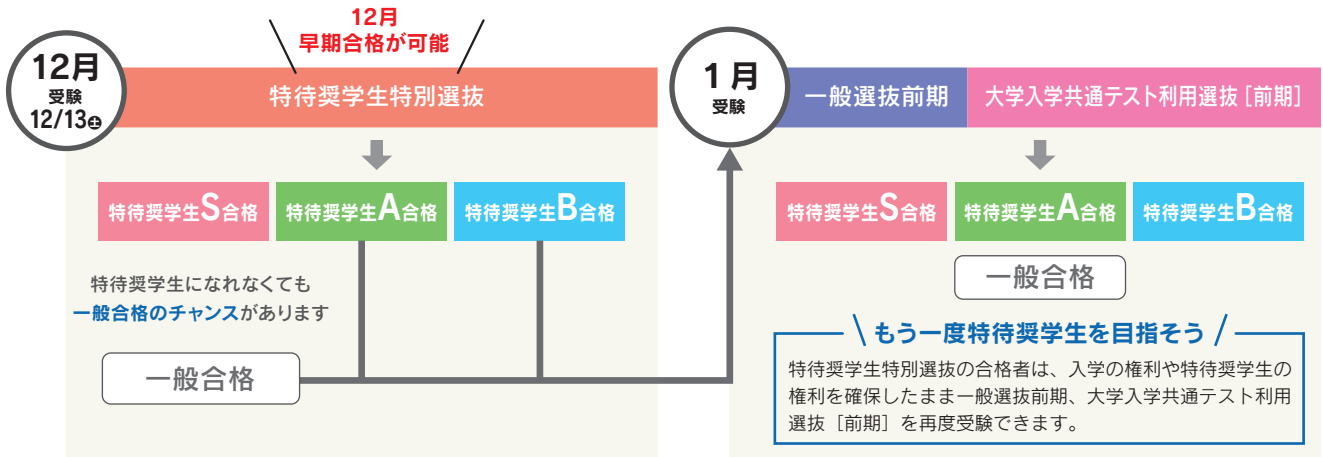 12月
早期合格が可能
12月
受験
12/13㊏
特待奨学生特別選抜
特待奨学生S合格
特待奨学生A合格
特待奨学生B合格
特待奨学生になれなくても
一般合格のチャンスがあります
一般合格
1月
受験
一般選抜前期
大学入学共通テスト利用選抜［前期］
特待奨学生S合格
特待奨学生A合格
特待奨学生B合格
一般合格
もう一度特待奨学生を目指そう
特待奨学生特別選抜の合格者は、入学の権利や特待奨学生の
権利を確保したまま一般選抜前期、大学入学共通テスト利用
選抜［前期］を再度受験できます。